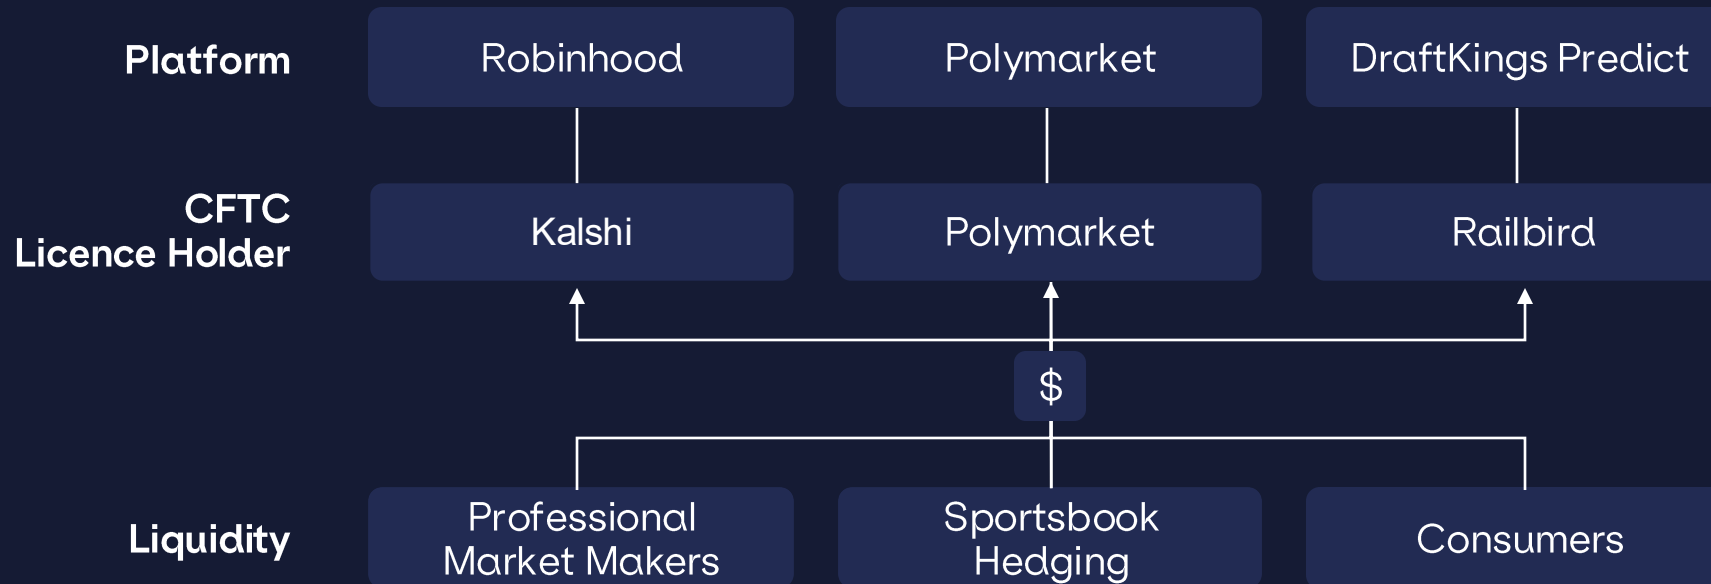 Platform
Robinhood
Polymarket
DraftKings Predict
CFTC
Licence Holder
Kalshi
Polymarket
Railbird
$
Liquidity
Professional
Market Makers
Sportsbook
Hedging
Consumers